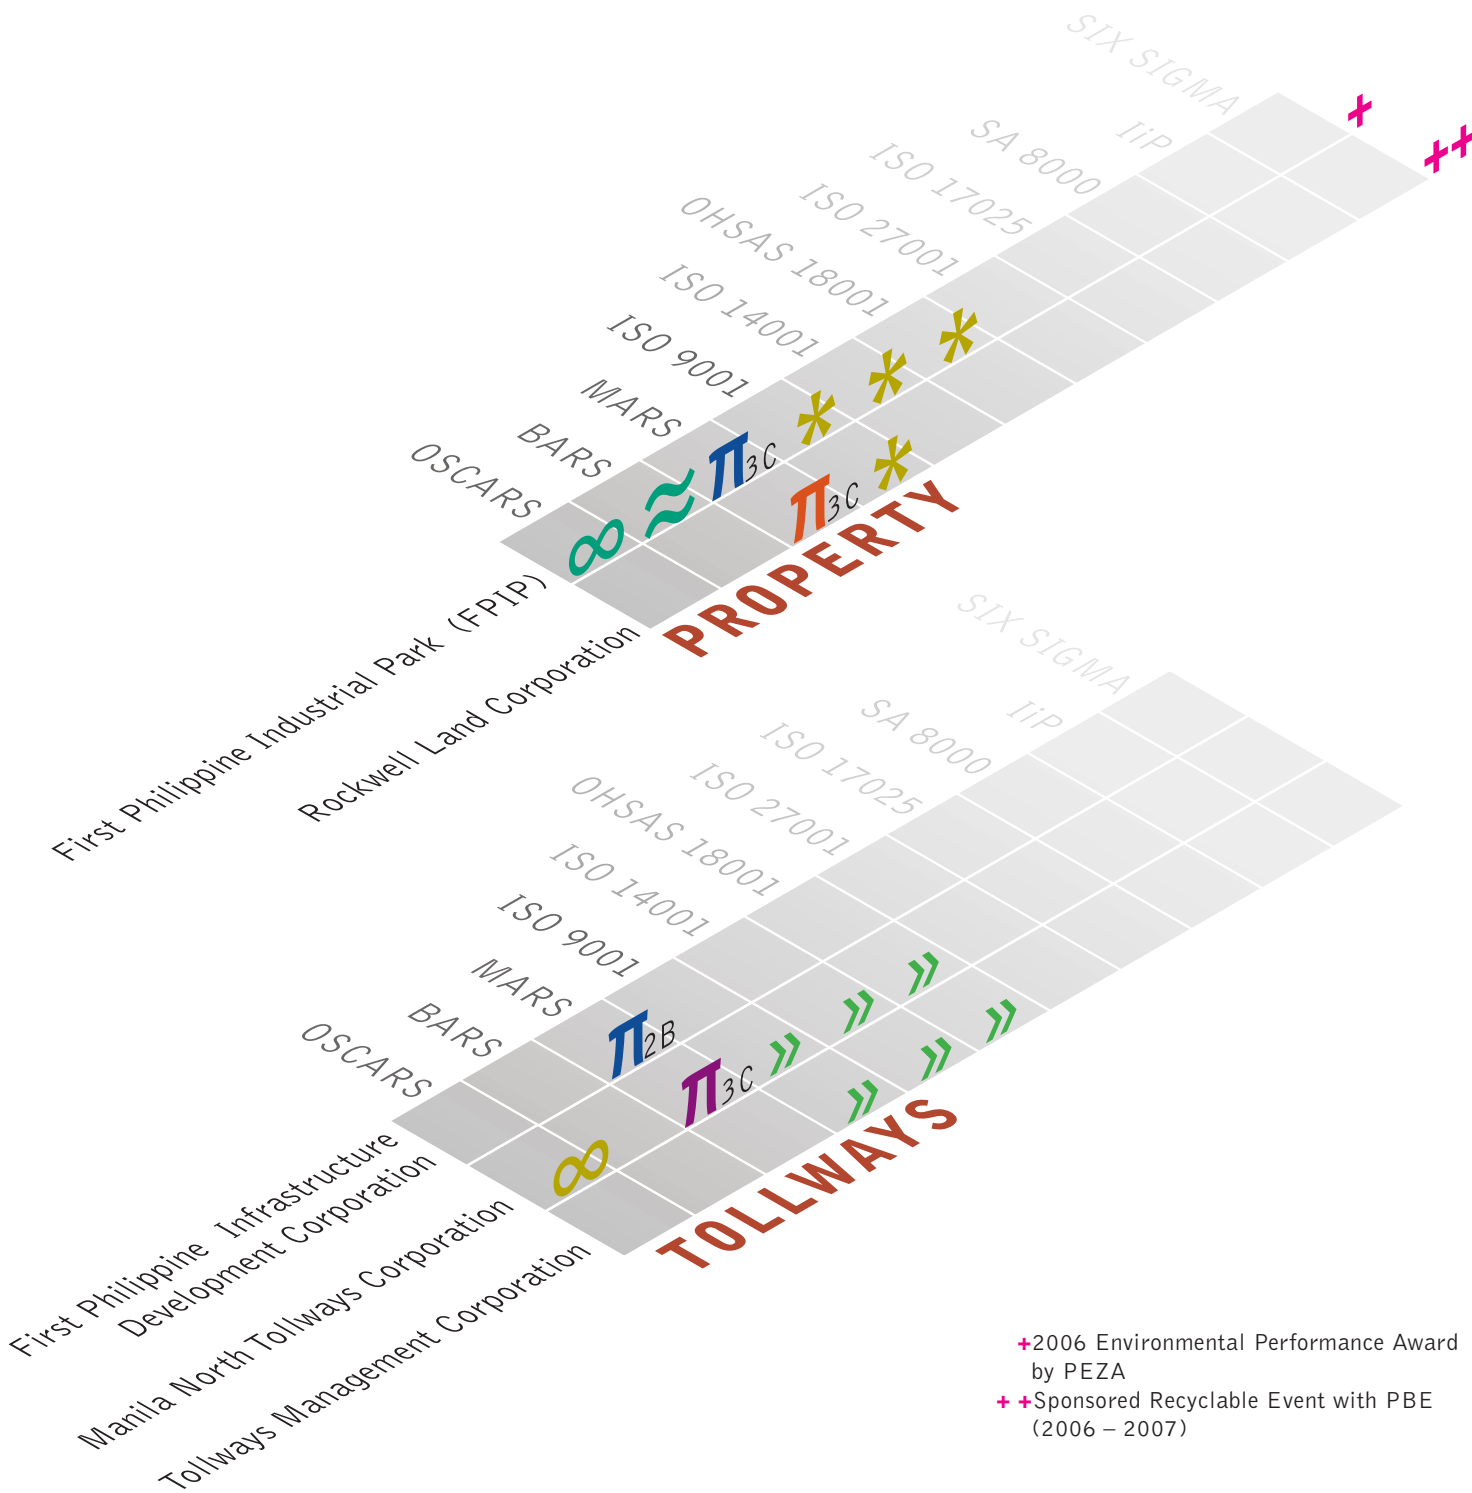 SIX SIGMA
IiP
SA 8000
ISO 17025
ISO 27001
OHSAS 18001
ISO 14001
ISO 9001
MARS
BARS
OSCARS
+
++
*
*
*
π3C
≈
∞
π3C
*
First Philippine Industrial Park (FPIP)
Rockwell Land Corporation
PROPERTY
SIX SIGMA
IiP
SA 8000
ISO 17025
ISO 27001
OHSAS 18001
ISO 14001
ISO 9001
MARS
BARS
OSCARS
π2B
∞
π3C
»
»
»
»
»
»
First Philippine Infrastructure
Development Corporation
Manila North Tollways Corporation
Tollways Management Corporation
TOLLWAYS
+2006 Environmental Performance Award
by PEZA
+ +Sponsored Recyclable Event with PBE
(2006 – 2007)